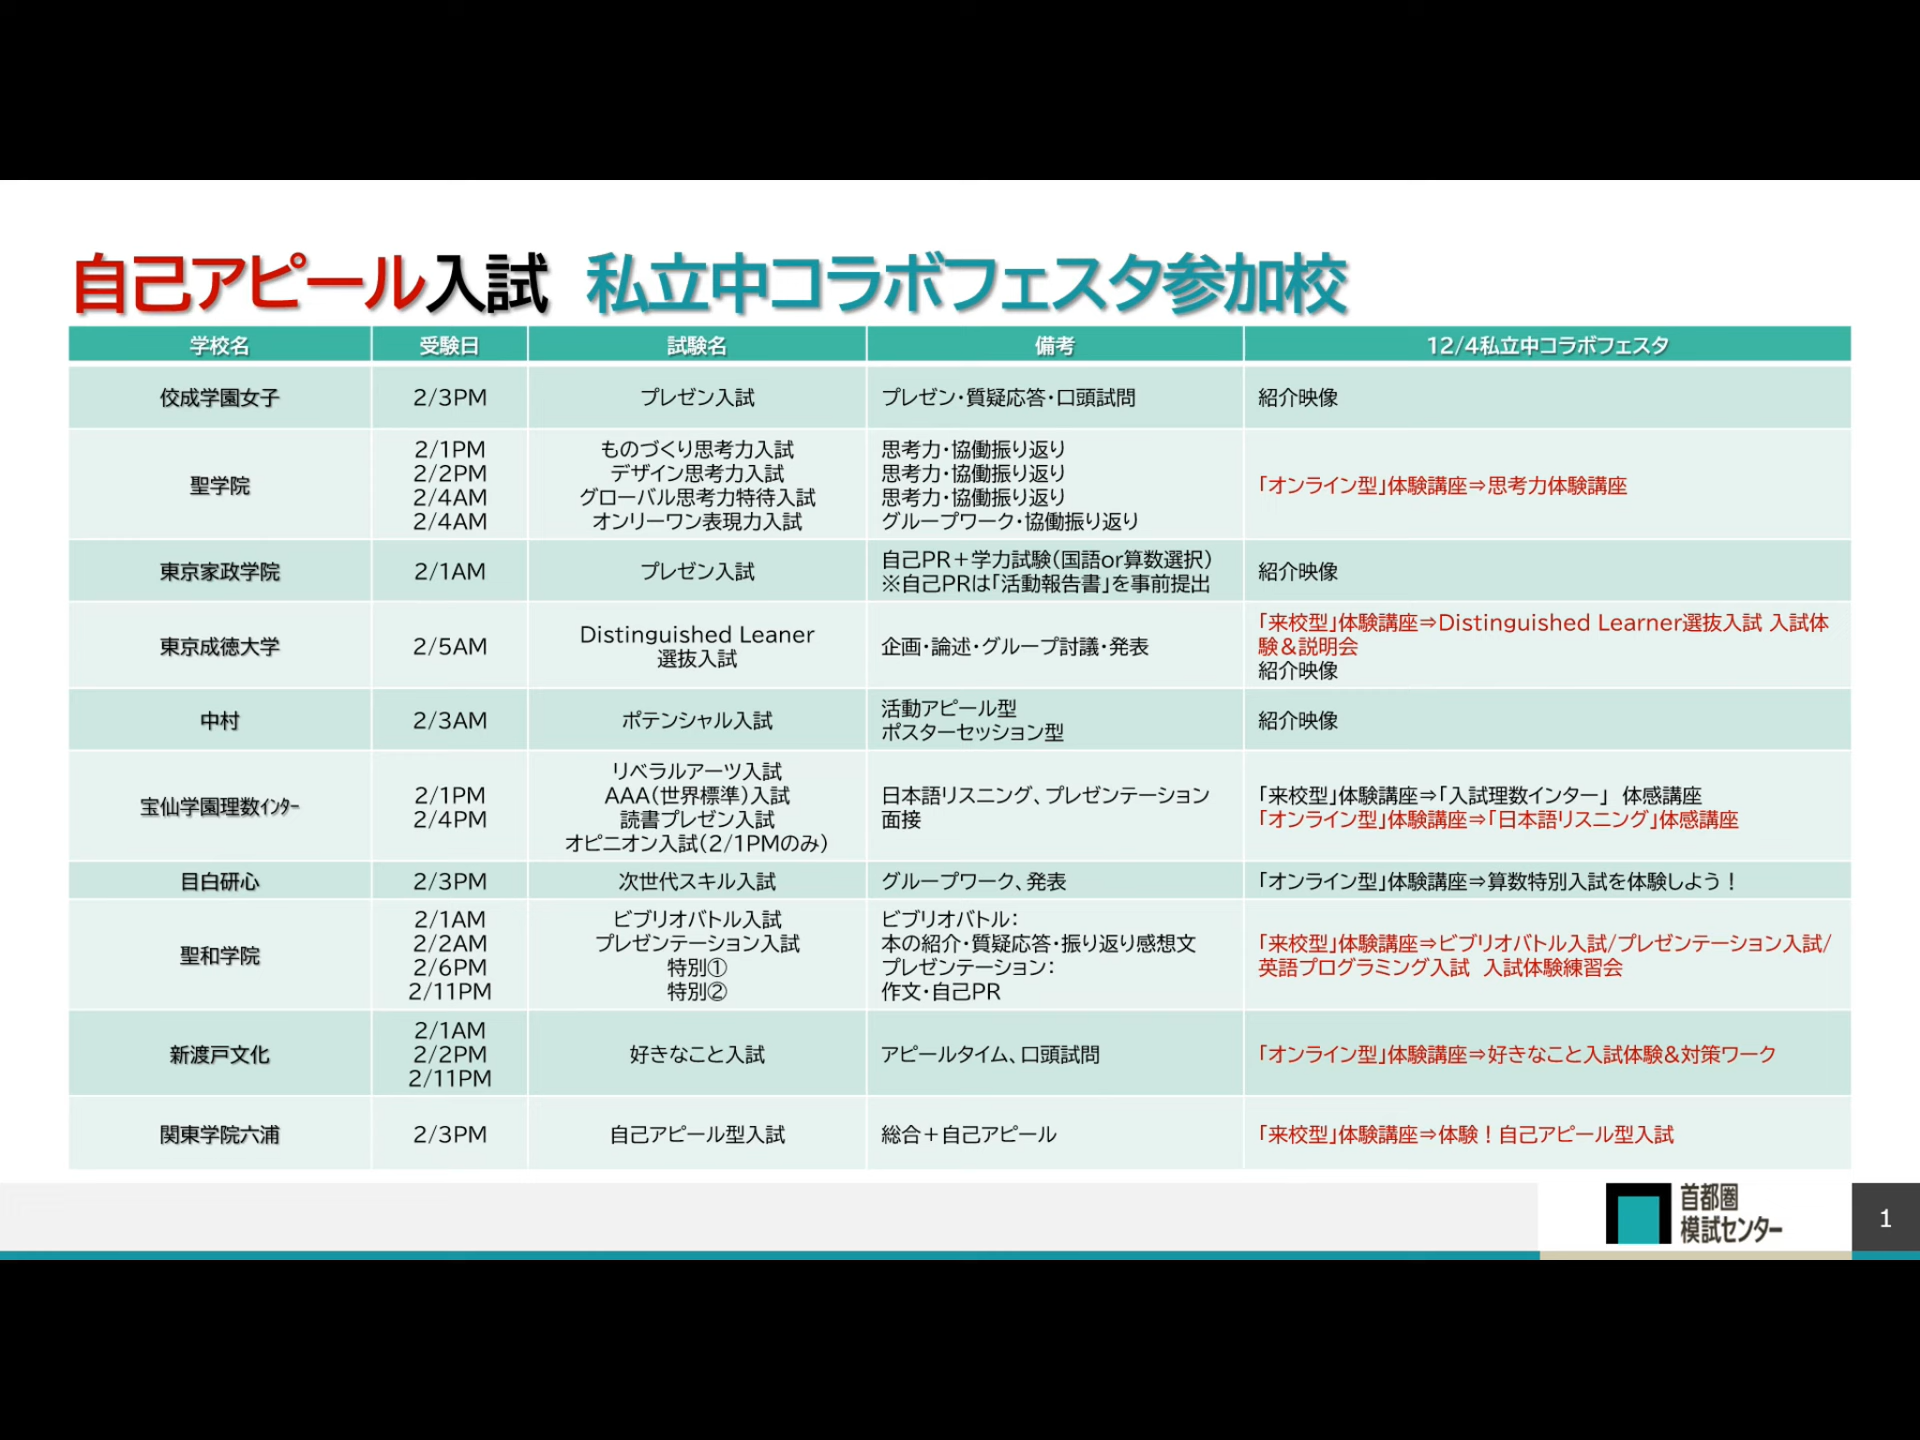 自己アピール入試 私立中コラボフェスタ参加校
学校名 受験日 試験名 備考 12/4私立中コラボフェスタ
佼成学園女子 2/3PM プレゼン入試 プレゼン・質疑応答・口頭試問 紹介映像
聖学院
2/1PM
2/2PM
2/4AM
2/4AM
ものづくり思考力入試
デザイン思考力入試
グローバル思考力特待入試
オンリーワン表現力入試
思考力・協働振り返り
思考力・協働振り返り
思考力・協働振り返り
グループワーク・協働振り返り
「オンライン型」体験講座⇒思考力体験講座
東京家政学院 2/1AM プレゼン入試
自己PR+学力試験(国語or算数選択)
※自己PRは「活動報告書」を事前提出
紹介映像
東京成徳大学 2/5AM
Distinguished Leaner
選抜入試
企画・論述・グループ討議・発表
「来校型」体験講座⇒Distinguished Learner選抜入試 入試体
験&説明会
紹介映像
中村 2/3AM ポテンシャル入試
活動アピール型
ポスターセッション型
紹介映像
宝仙学園理数ｲﾝﾀｰ
2/1PM
2/4PM
リベラルアーツ入試
AAA(世界標準)入試
読書プレゼン入試
オピニオン入試(2/1PMのみ)
日本語リスニング、プレゼンテーション
面接
「来校型」体験講座⇒「入試理数インター」 体感講座
「オンライン型」体験講座⇒「日本語リスニング」体感講座
目白研心 2/3PM 次世代スキル入試 グループワーク、発表 「オンライン型」体験講座⇒算数特別入試を体験しよう！
聖和学院
2/1AM
2/2AM
2/6PM
2/11PM
ビブリオバトル入試
プレゼンテーション入試
特別①
特別②
ビブリオバトル：
本の紹介・質疑応答・振り返り感想文
プレゼンテーション：
作文・自己PR
「来校型」体験講座⇒ビブリオバトル入試/プレゼンテーション入試/
英語プログラミング入試 入試体験練習会
新渡戸文化
2/1AM
2/2PM
2/11PM
好きなこと入試 アピールタイム、口頭試問 「オンライン型」体験講座⇒好きなこと入試体験&対策ワーク
関東学院六浦 2/3PM 自己アピール型入試 総合+自己アピール 「来校型」体験講座⇒体験！自己アピール型入試
首都圏
模試センター
1